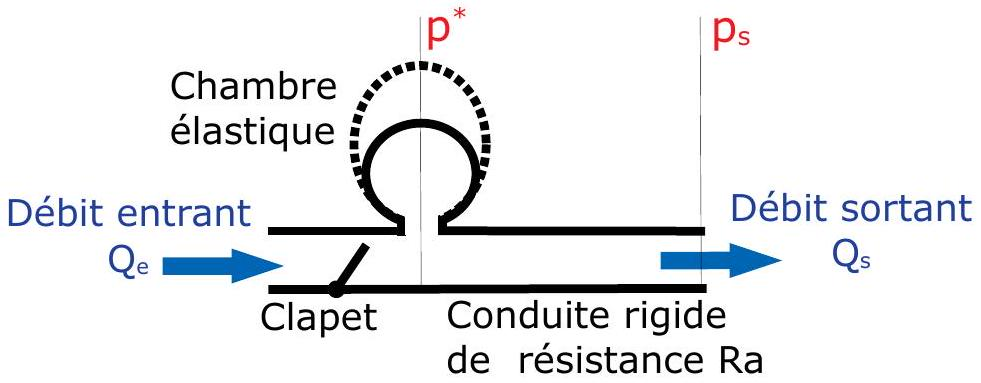 p*
ps
Chambre
élastique
Débit entrant
Qe
Débit sortant
Qs
Clapet
Conduite rigide
de résistance Ra